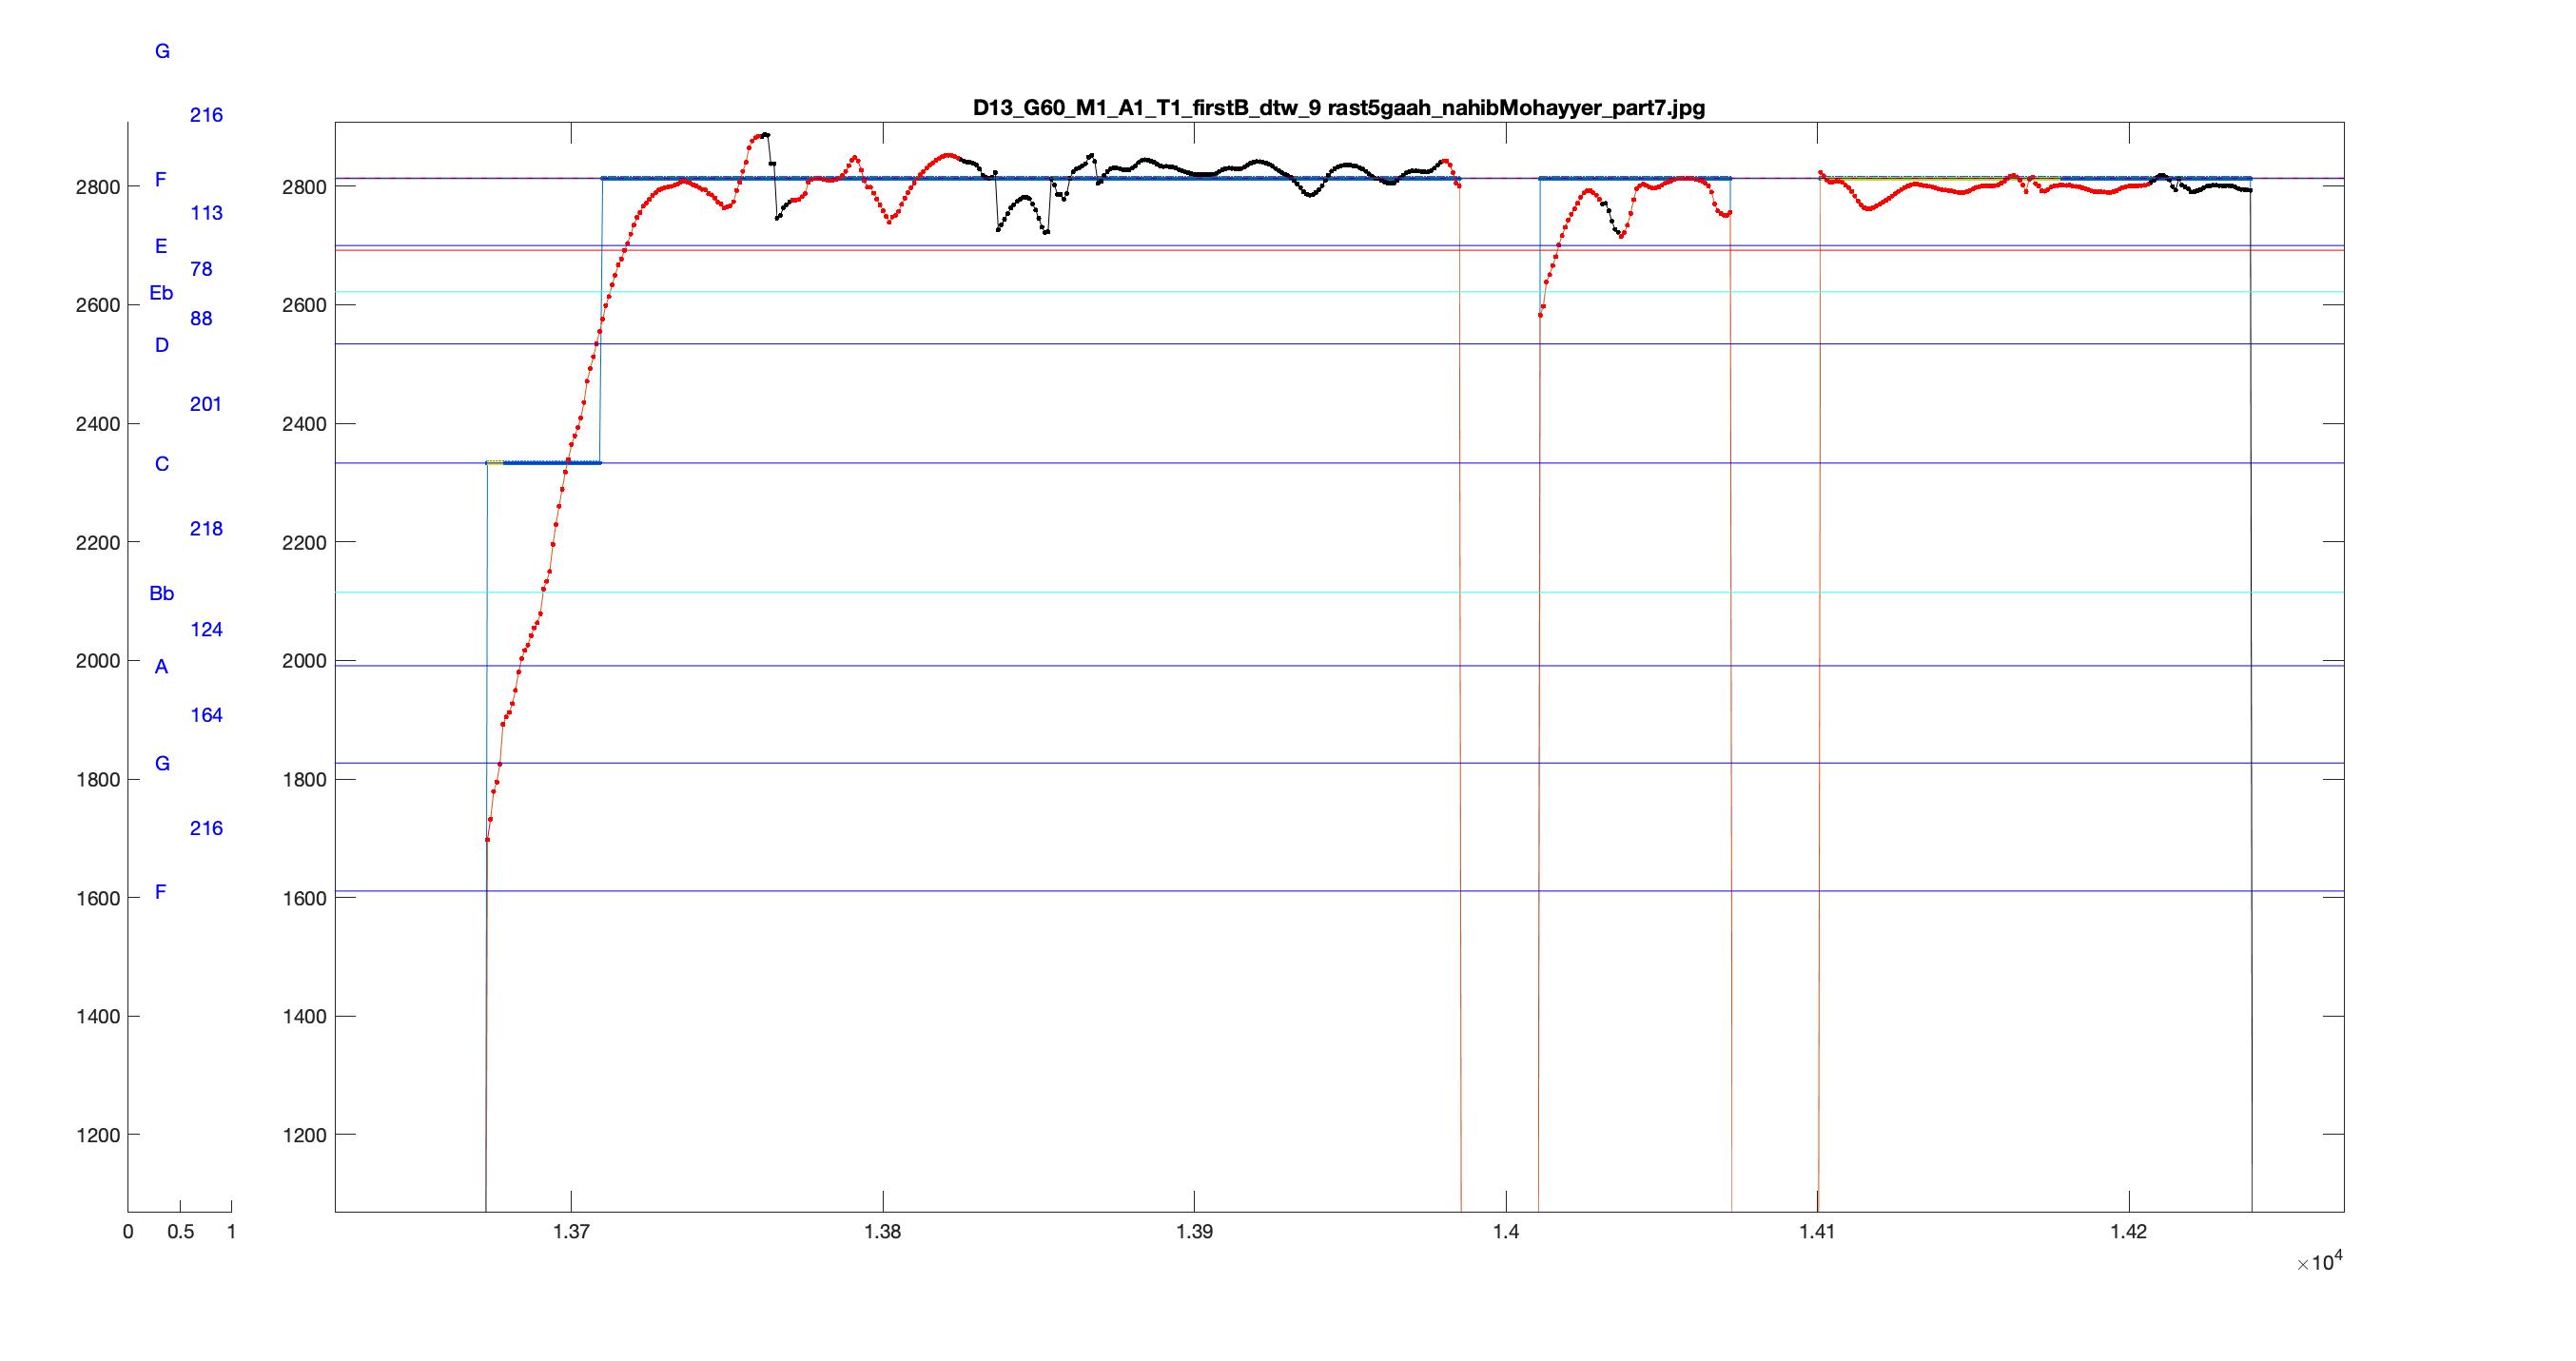 G
216
D13_G60_M1_A1_T1_firstB_dtw_9 rast5gaah_nahibMohayyer_part7.jpg
2800 F 2800
113
E
78
2600 Eb 2600
88
D
201
2400 2400
C
218
2200 2200
Bb
124
2000 A 2000
164
G
1800 1800
216
1600 F 1600
1400 1400
1200 1200
0 0.5 1 1.37 1.38 1.39 1.4 1.41 1.42
×10⁴